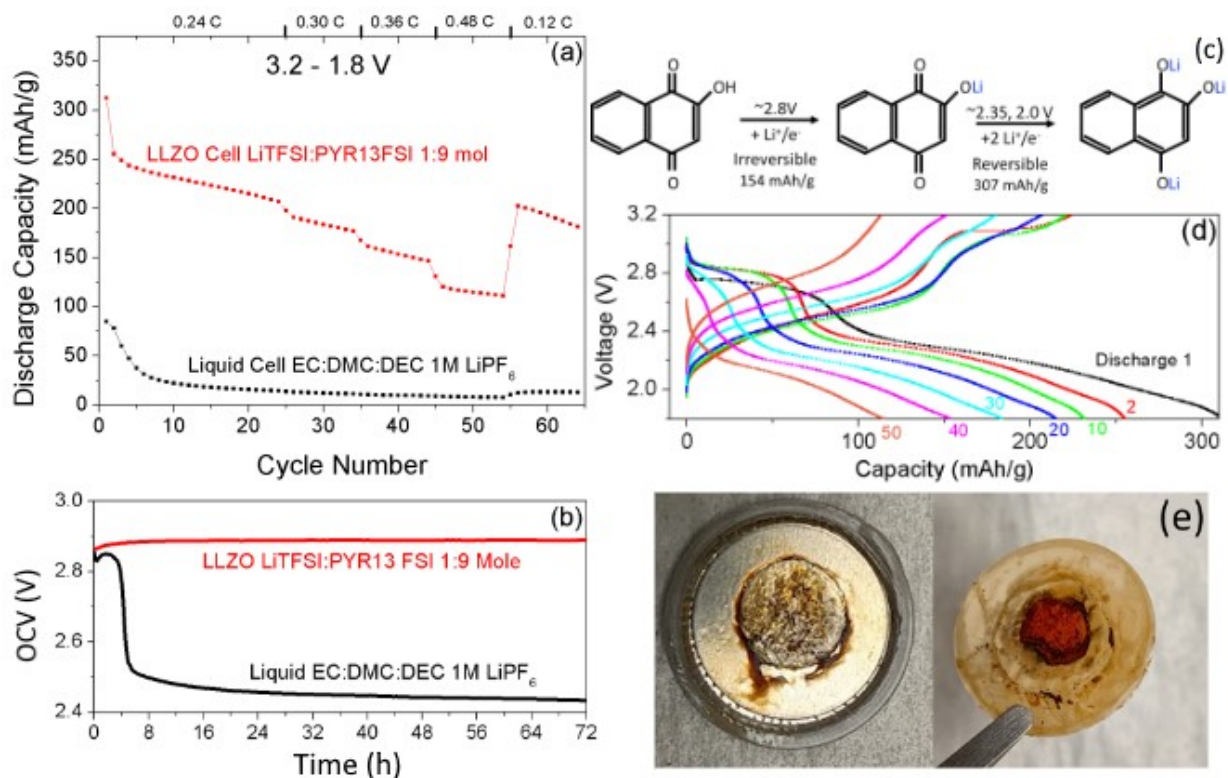 0.24 C 0.30 C 0.36 C 0.48 C 0.12 C
(a)
3.2 - 1.8 V
350
300
250
200
150
100
50
0
Discharge Capacity (mAh/g)
LLZO Cell LiTFSI:PYR13FSI 1:9 mol
Liquid Cell EC:DMC:DEC 1M LiPF₆
0 10 20 30 40 50 60
Cycle Number
(b)
3.0
2.8
2.6
2.4
OCV (V)
LLZO LiTFSI:PYR13 FSI 1:9 Mole
Liquid EC:DMC:DEC 1M LiPF₆
0 8 16 24 32 40 48 56 64 72
Time (h)
(c)
O
OH
O
~2.8V
+ Li⁺/e⁻
Irreversible
154 mAh/g
O
OLi
O
~2.35, 2.0 V
+2 Li⁺/e⁻
Reversible
307 mAh/g
Li
O
OLi
O
Li
(d)
3.2
2.8
2.4
2.0
Voltage (V)
Discharge 1
2
10
20
30
40
50
0 100 200 300
Capacity (mAh/g)
(e)